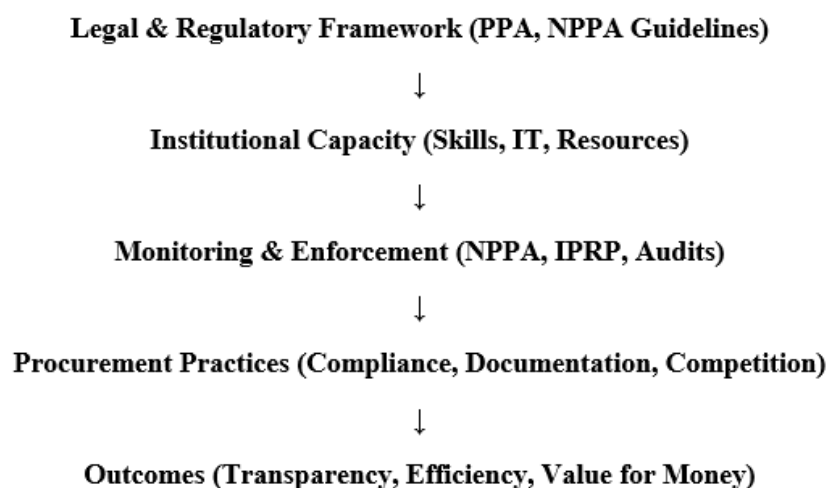 Legal & Regulatory Framework (PPA, NPPA Guidelines)
↓
Institutional Capacity (Skills, IT, Resources)
↓
Monitoring & Enforcement (NPPA, IPRP, Audits)
↓
Procurement Practices (Compliance, Documentation, Competition)
↓
Outcomes (Transparency, Efficiency, Value for Money)